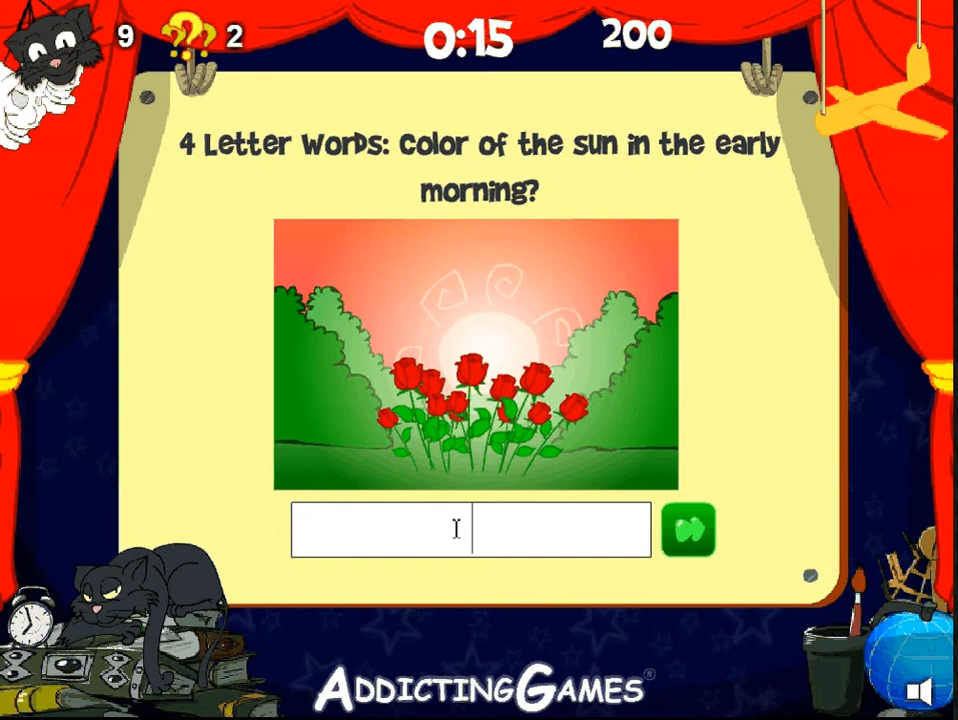 9 ??? 2 0:15 200
4 Letter Words: Color of the sun in the early
morning?
AddictingGames®